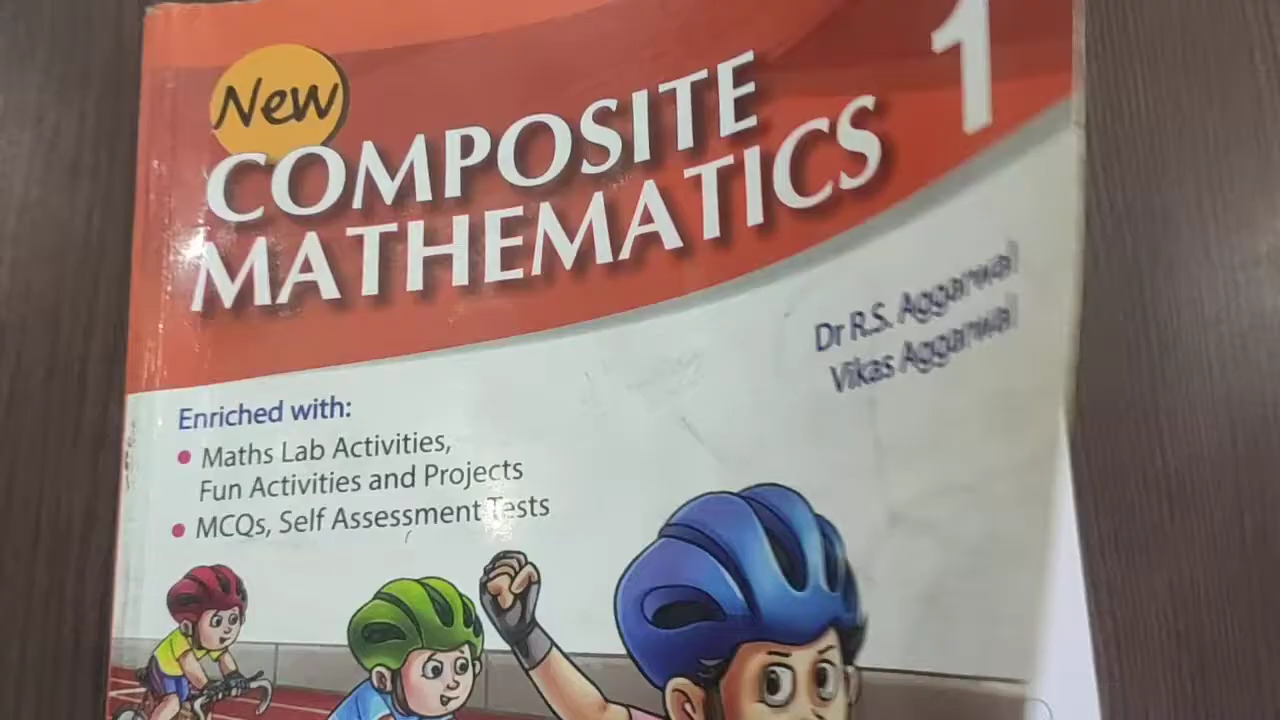 New
1
COMPOSITE
MATHEMATICS
Dr R.S. Aggarwal
Vikas Aggarwal
Enriched with:
Maths Lab Activities,
Fun Activities and Projects
MCQs, Self Assessment Tests